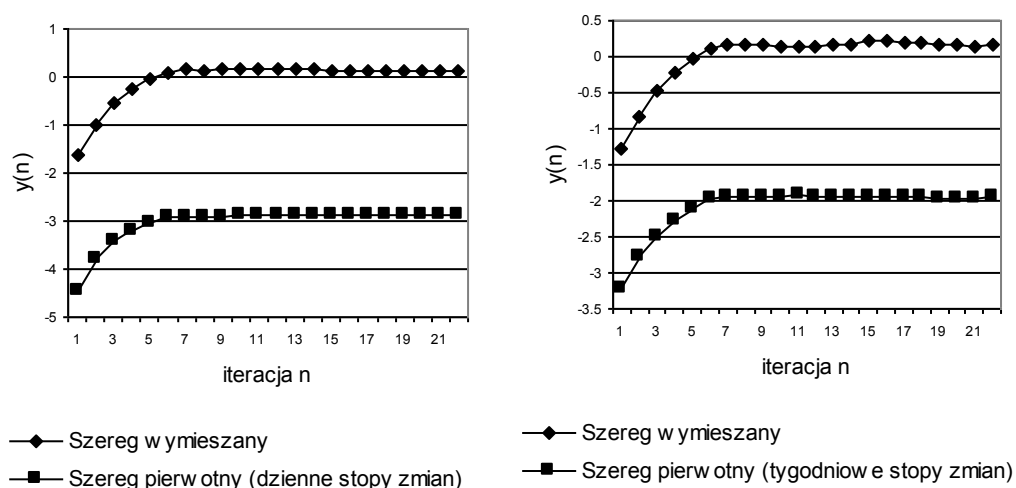 1
0
-1
-2
-3
-4
-5
y(n)
1 3 5 7 9 11 13 15 17 19 21
iteracja n
Szereg wymieszany
Szereg pierwotny (dzienne stopy zmian)
0.5
0
-0.5
-1
-1.5
-2
-2.5
-3
-3.5
y(n)
1 3 5 7 9 11 13 15 17 19 21
iteracja n
Szereg wymieszany
Szereg pierwotny (tygodniowe stopy zmian)